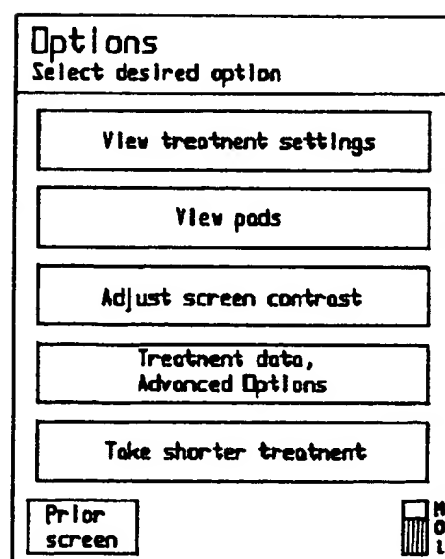 Options
Select desired option
View treatment settings
View pads
Adjust screen contrast
Treatment data,
Advanced Options
Take shorter treatment
Prior
screen
M
O